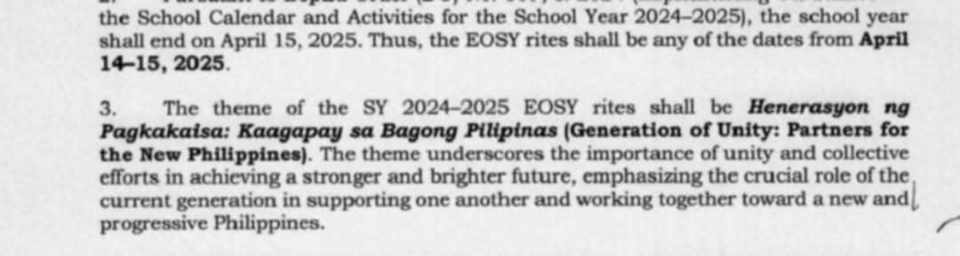 the School Calendar and Activities for the School Year 2024–2025), the school year
shall end on April 15, 2025. Thus, the EOSY rites shall be any of the dates from April
14–15, 2025.
3. The theme of the SY 2024–2025 EOSY rites shall be Henerasyon ng
Pagkakaisa: Kaagapay sa Bagong Pilipinas (Generation of Unity: Partners for
the New Philippines). The theme underscores the importance of unity and collective
efforts in achieving a stronger and brighter future, emphasizing the crucial role of the
current generation in supporting one another and working together toward a new and
progressive Philippines.